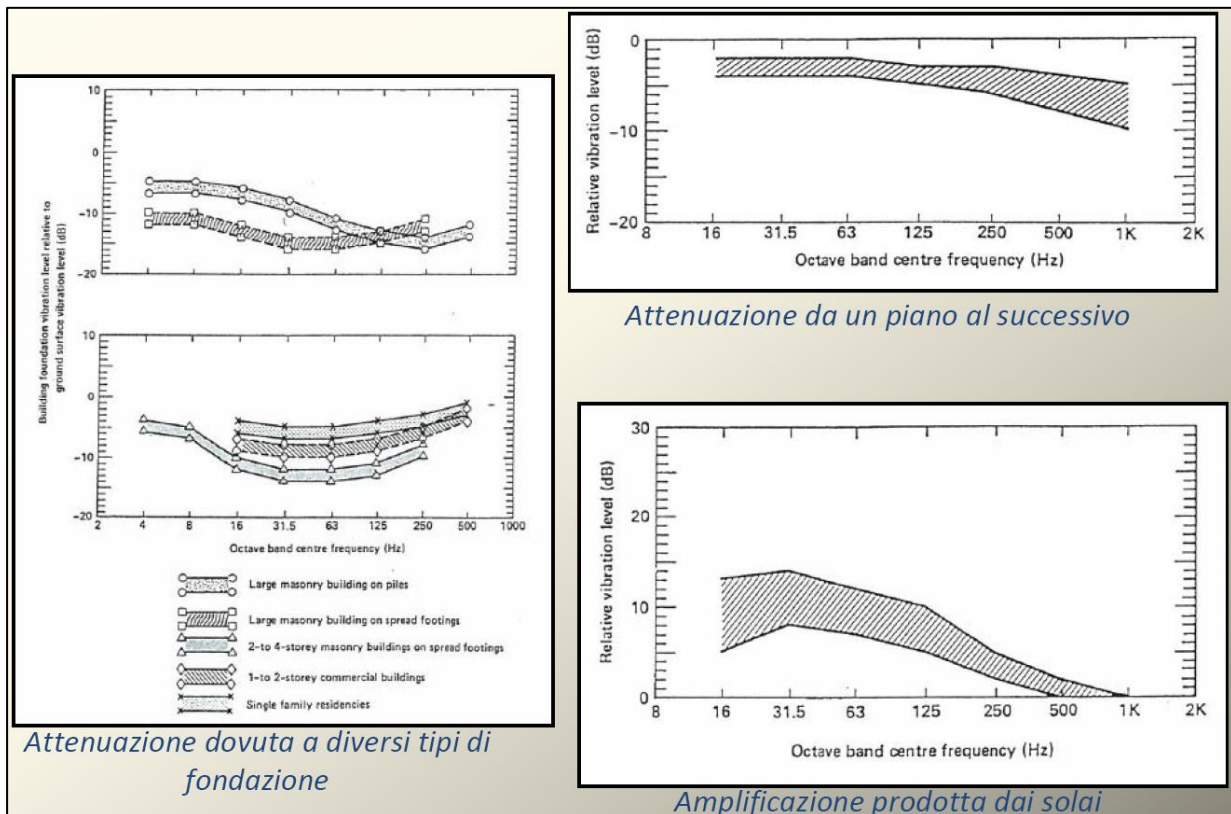 Building foundation vibration level relative to
ground surface vibration level (dB)
10
0
-10
-20
10
0
-10
-20
2 4 8 16 31.5 63 125 250 500 1000
Octave band centre frequency (Hz)
Large masonry building on piles
Large masonry building on spread footings
2-to 4-storey masonry buildings on spread footings
1-to 2-storey commercial buildings
Single family residencies
Attenuazione dovuta a diversi tipi di
fondazione
Relative vibration level (dB)
0
-10
-20
8 16 31.5 63 125 250 500 1K 2K
Octave band centre frequency (Hz)
Attenuazione da un piano al successivo
Relative vibration level (dB)
30
20
10
0
8 16 31.5 63 125 250 500 1K 2K
Octave band centre frequency (Hz)
Amplificazione prodotta dai solai